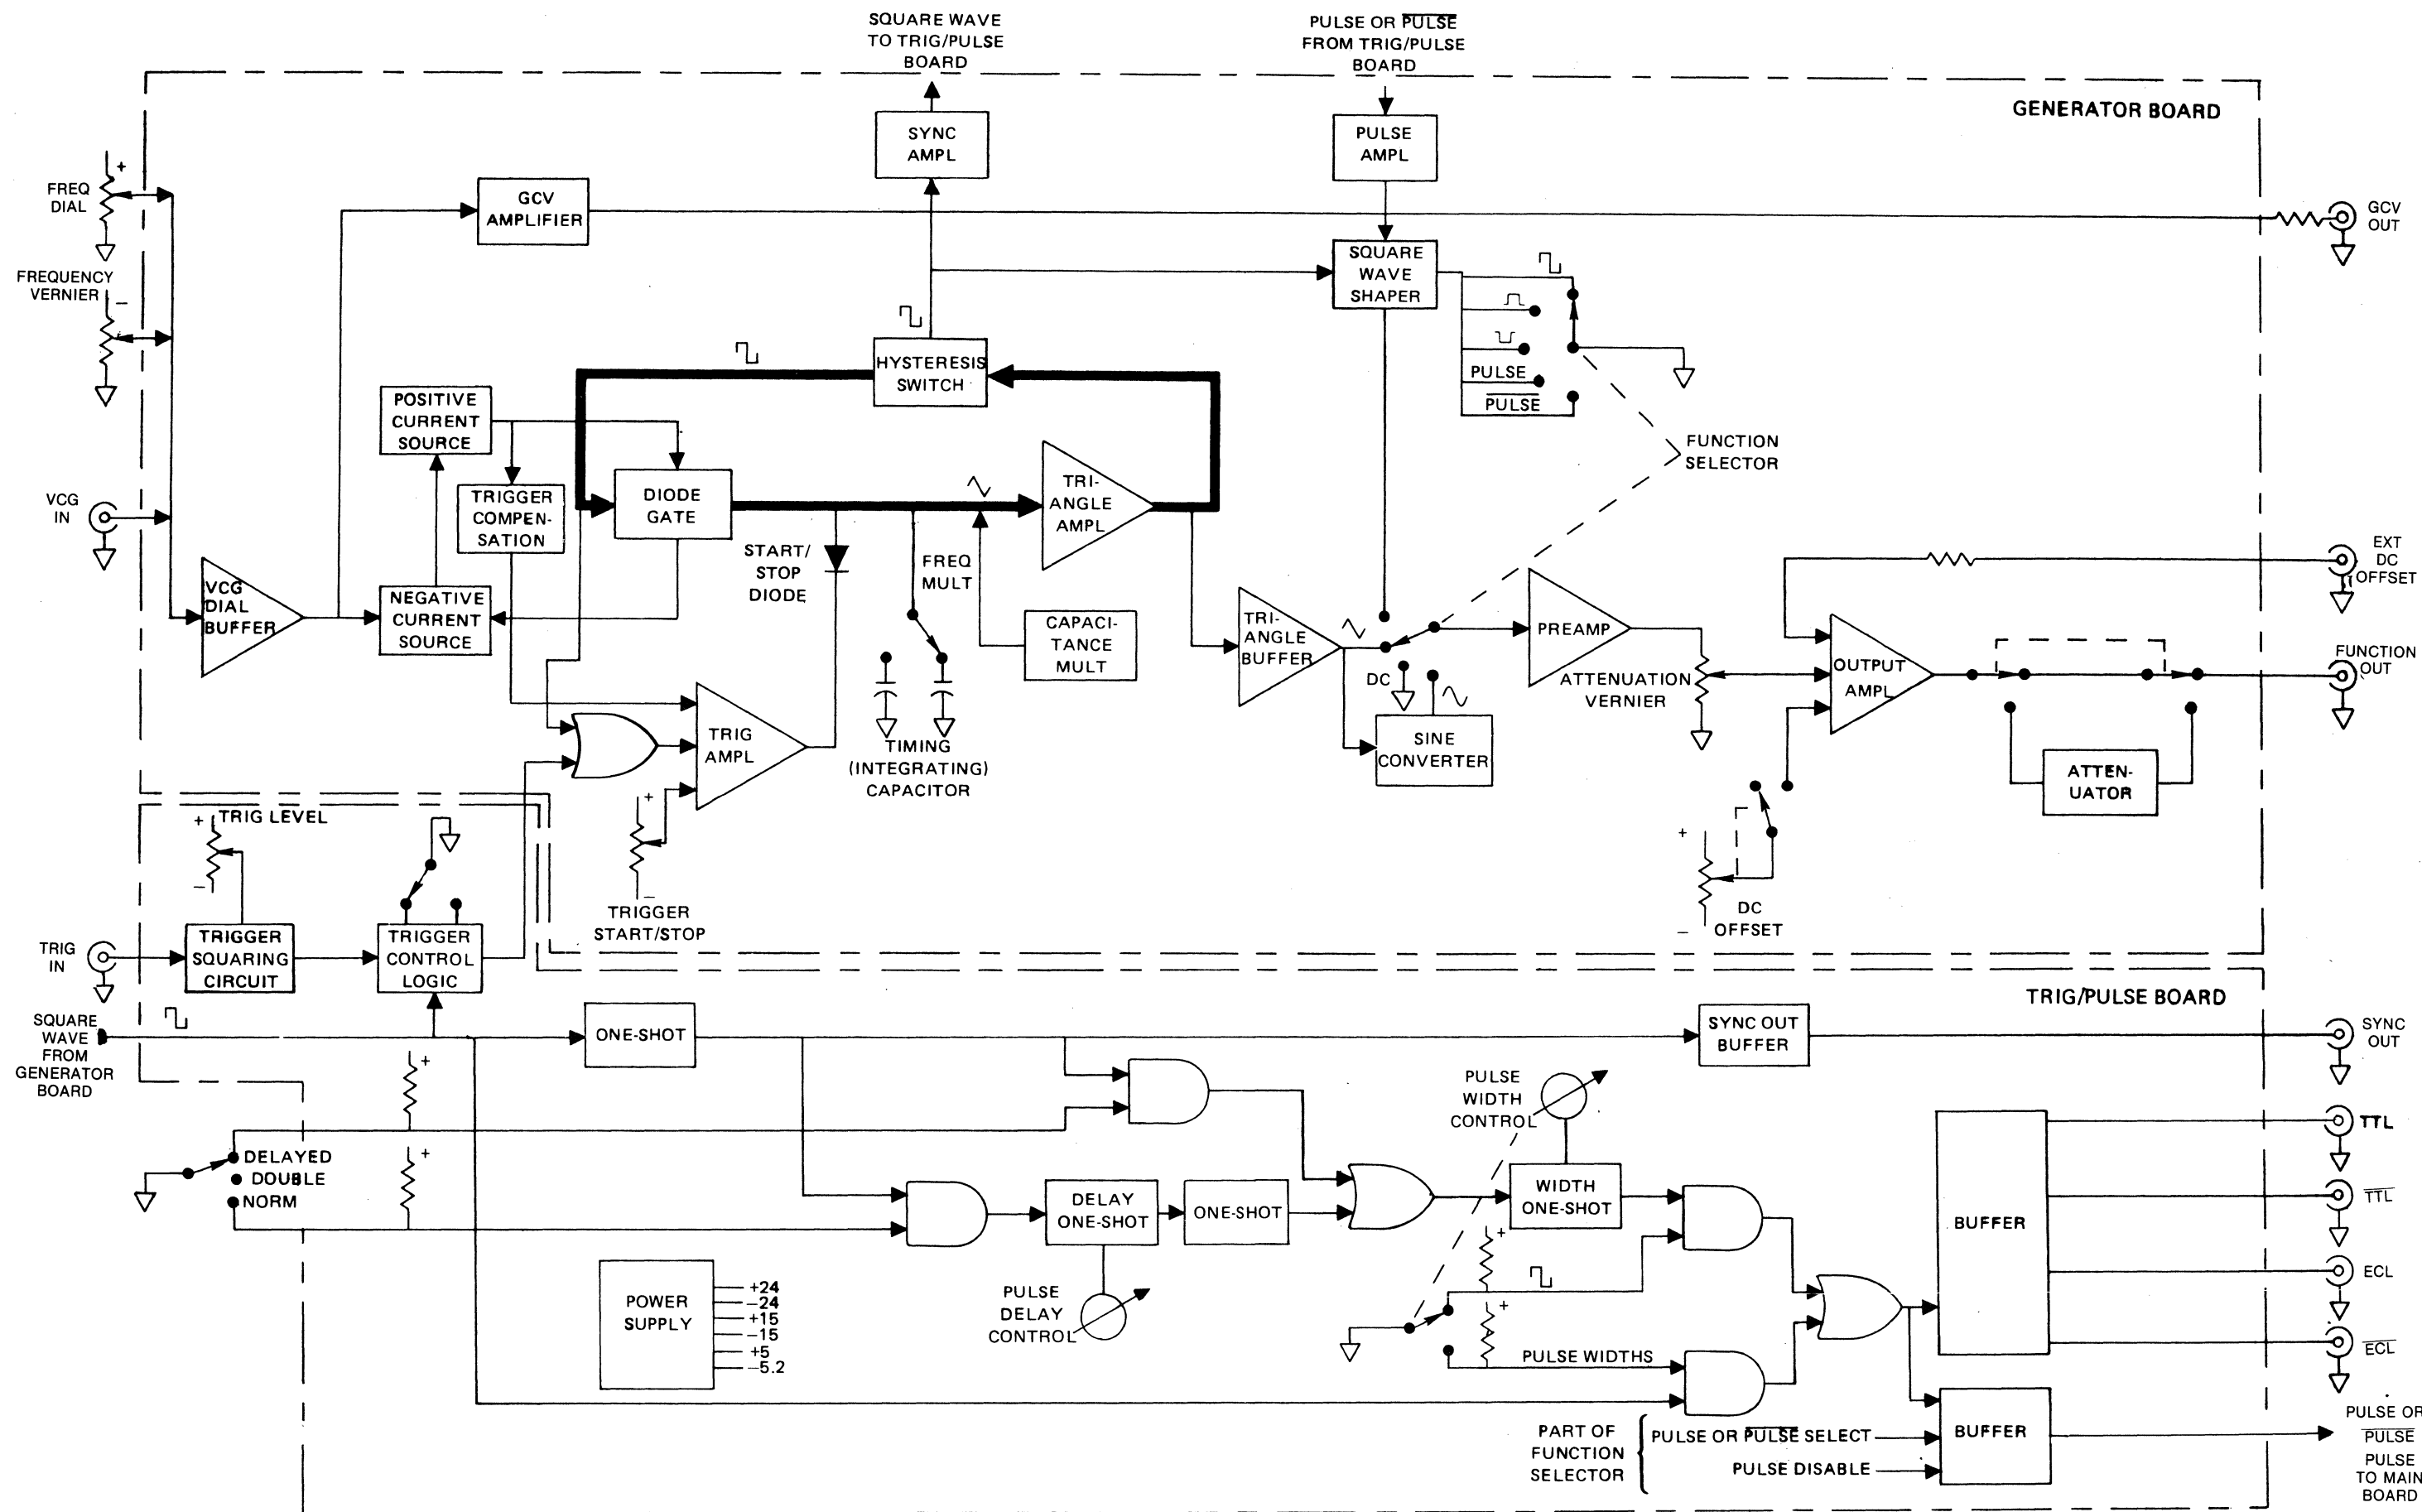 SQUARE WAVE
TO TRIG/PULSE
BOARD
PULSE OR PULSE
FROM TRIG/PULSE
BOARD
GENERATOR BOARD
SYNC
AMPL
PULSE
AMPL
FREQ
DIAL
+
GCV
AMPLIFIER
GCV
OUT
FREQUENCY
VERNIER
−
SQUARE
WAVE
SHAPER
HYSTERESIS
SWITCH
PULSE
PULSE
POSITIVE
CURRENT
SOURCE
FUNCTION
SELECTOR
VCG
IN
TRIGGER
COMPEN-
SATION
DIODE
GATE
TRI-
ANGLE
AMPL
START/
STOP
DIODE
FREQ
MULT
EXT
DC
OFFSET
VCG
DIAL
BUFFER
NEGATIVE
CURRENT
SOURCE
CAPACI-
TANCE
MULT
TRI-
ANGLE
BUFFER
PREAMP
DC
ATTENUATION
VERNIER
OUTPUT
AMPL
FUNCTION
OUT
TRIG
AMPL
TIMING
(INTEGRATING)
CAPACITOR
SINE
CONVERTER
ATTEN-
UATOR
+
−
TRIGGER
START/STOP
+
−
DC
OFFSET
+
TRIG LEVEL
−
TRIG
IN
TRIGGER
SQUARING
CIRCUIT
TRIGGER
CONTROL
LOGIC
TRIG/PULSE BOARD
SQUARE
WAVE
FROM
GENERATOR
BOARD
ONE-SHOT
SYNC OUT
BUFFER
SYNC
OUT
+
PULSE
WIDTH
CONTROL
TTL
DELAYED
DOUBLE
NORM
+
DELAY
ONE-SHOT
ONE-SHOT
WIDTH
ONE-SHOT
BUFFER
TTL
+
ECL
POWER
SUPPLY
+24
−24
+15
−15
+5
−5.2
PULSE
DELAY
CONTROL
+
PULSE WIDTHS
ECL
PART OF
FUNCTION
SELECTOR
PULSE OR PULSE SELECT
PULSE DISABLE
BUFFER
PULSE OR
PULSE
PULSE
TO MAIN
BOARD